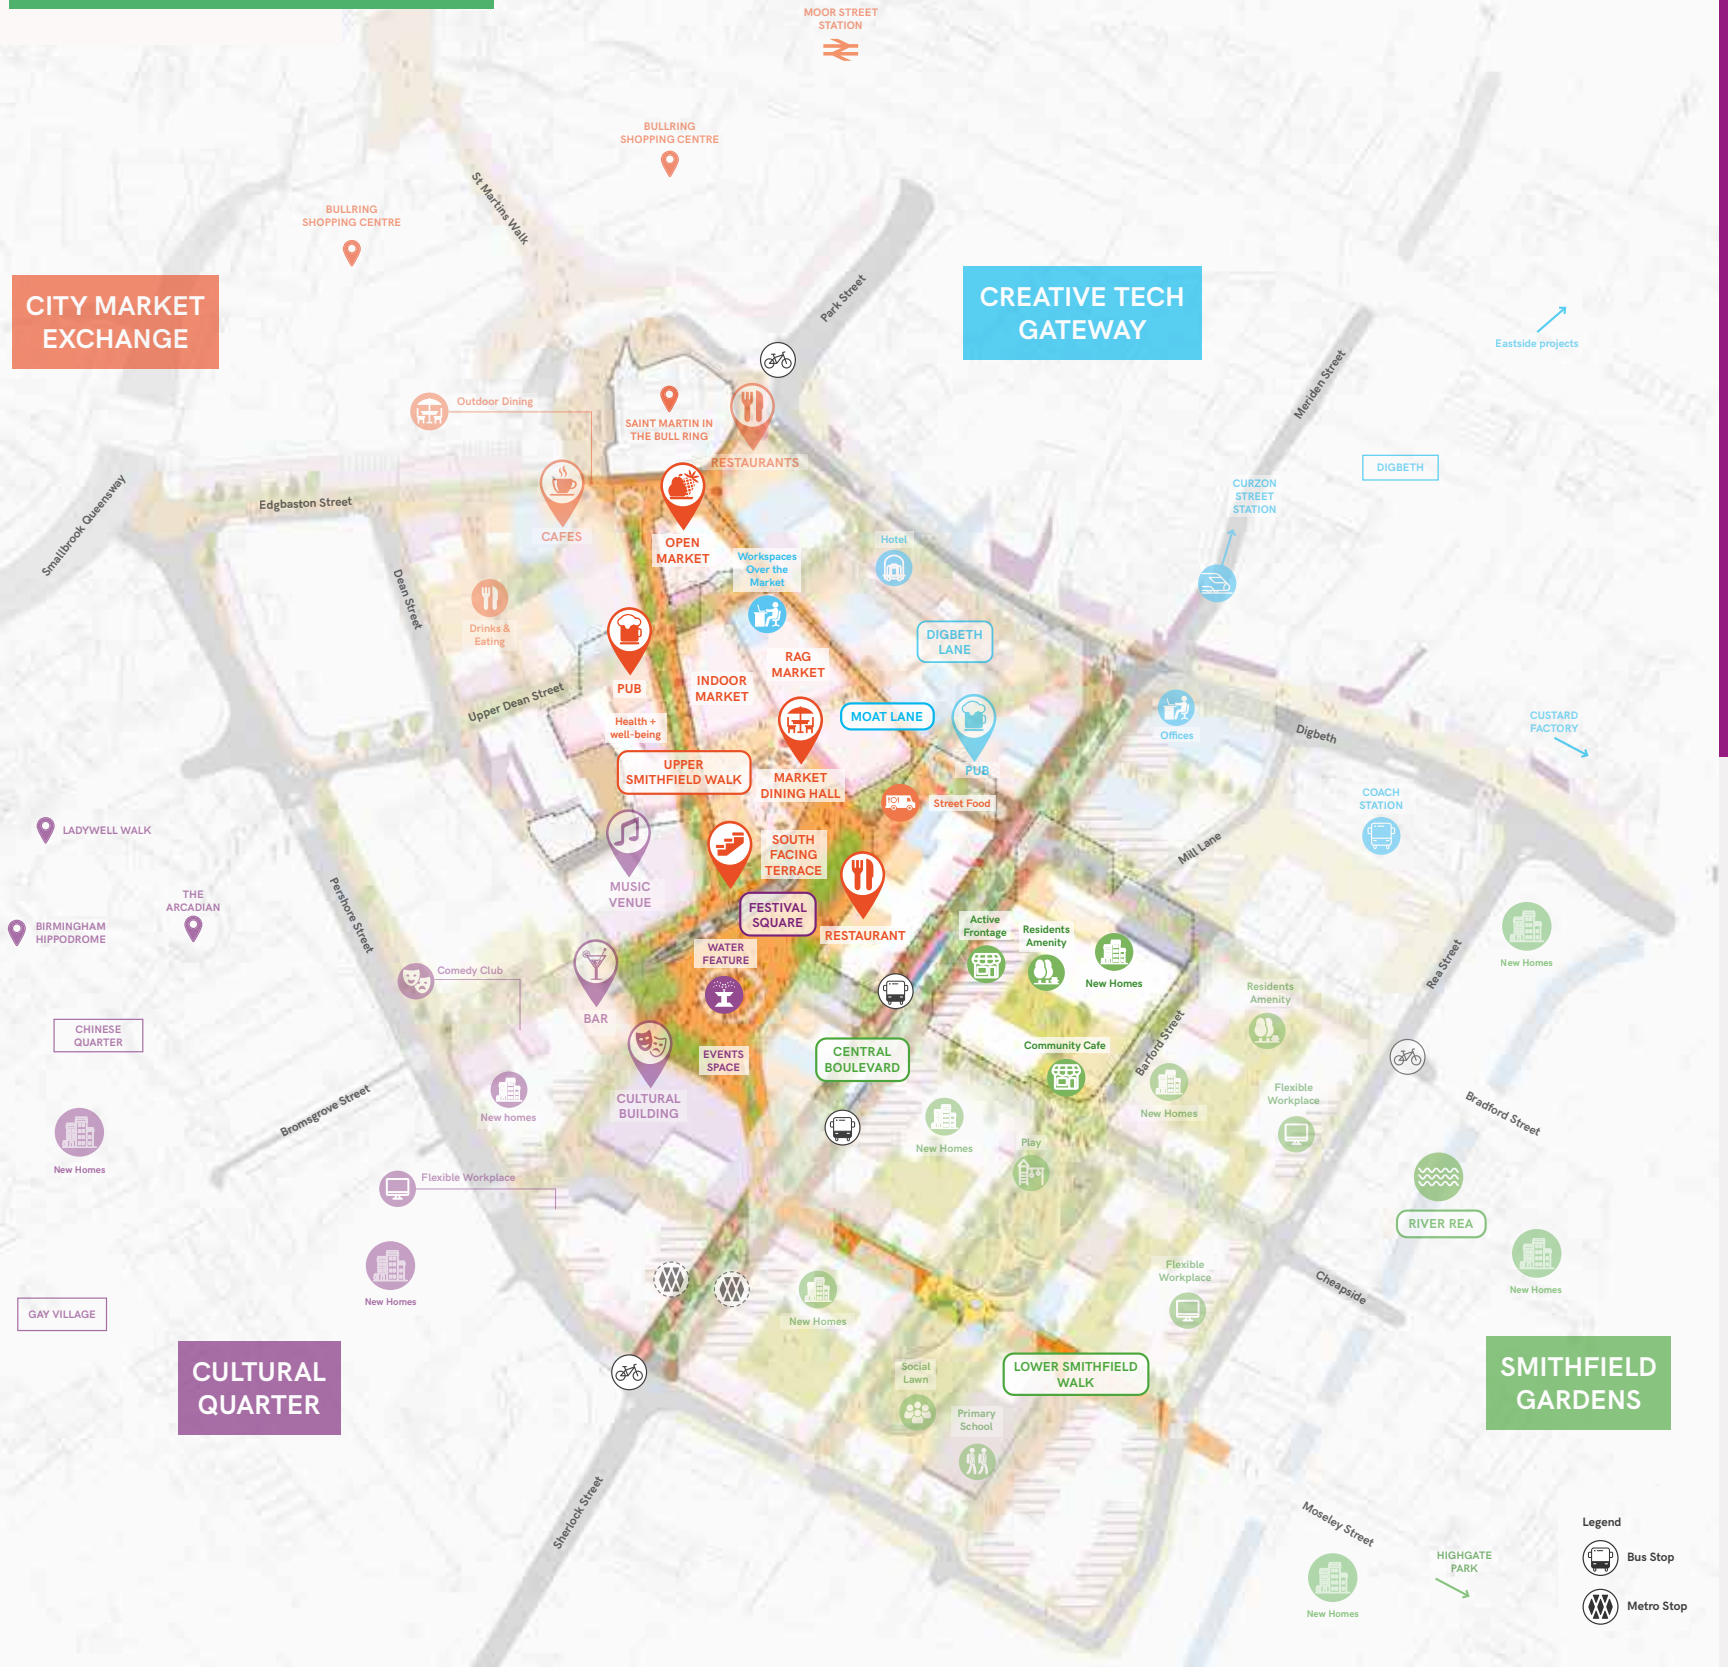 MOOR STREET
STATION
BULLRING
SHOPPING CENTRE
BULLRING
SHOPPING CENTRE
St Martins Walk
Park Street
CITY MARKET
EXCHANGE
CREATIVE TECH
GATEWAY
Eastside projects
Meriden Street
Outdoor Dining
SAINT MARTIN IN
THE BULL RING
RESTAURANTS
DIGBETH
CURZON
STREET
STATION
Smallbrook Queensway
Edgbaston Street
CAFES
OPEN
MARKET
Hotel
Workspaces
Over the
Market
Dean Street
Drinks &
Eating
DIGBETH
LANE
RAG
MARKET
INDOOR
MARKET
PUB
Upper Dean Street
Health +
well-being
MOAT LANE
Offices
Digbeth
CUSTARD
FACTORY
UPPER
SMITHFIELD WALK
MARKET
DINING HALL
PUB
Street Food
COACH
STATION
LADYWELL WALK
SOUTH
FACING
TERRACE
Mill Lane
MUSIC
VENUE
THE
ARCADIAN
BIRMINGHAM
HIPPODROME
Pershore Street
FESTIVAL
SQUARE
RESTAURANT
Active
Frontage
Residents
Amenity
New Homes
New Homes
Rea Street
WATER
FEATURE
Comedy Club
BAR
Residents
Amenity
CHINESE
QUARTER
EVENTS
SPACE
CENTRAL
BOULEVARD
Community Cafe
Barford Street
CULTURAL
BUILDING
New homes
Bromsgrove Street
New Homes
New Homes
Flexible
Workplace
Bradford Street
New Homes
Play
Flexible Workplace
RIVER REA
New Homes
Flexible
Workplace
Cheapside
New Homes
GAY VILLAGE
New Homes
CULTURAL
QUARTER
Social
Lawn
LOWER SMITHFIELD
WALK
SMITHFIELD
GARDENS
Primary
School
Sherlock Street
Moseley Street
HIGHGATE
PARK
New Homes
Legend
Bus Stop
Metro Stop